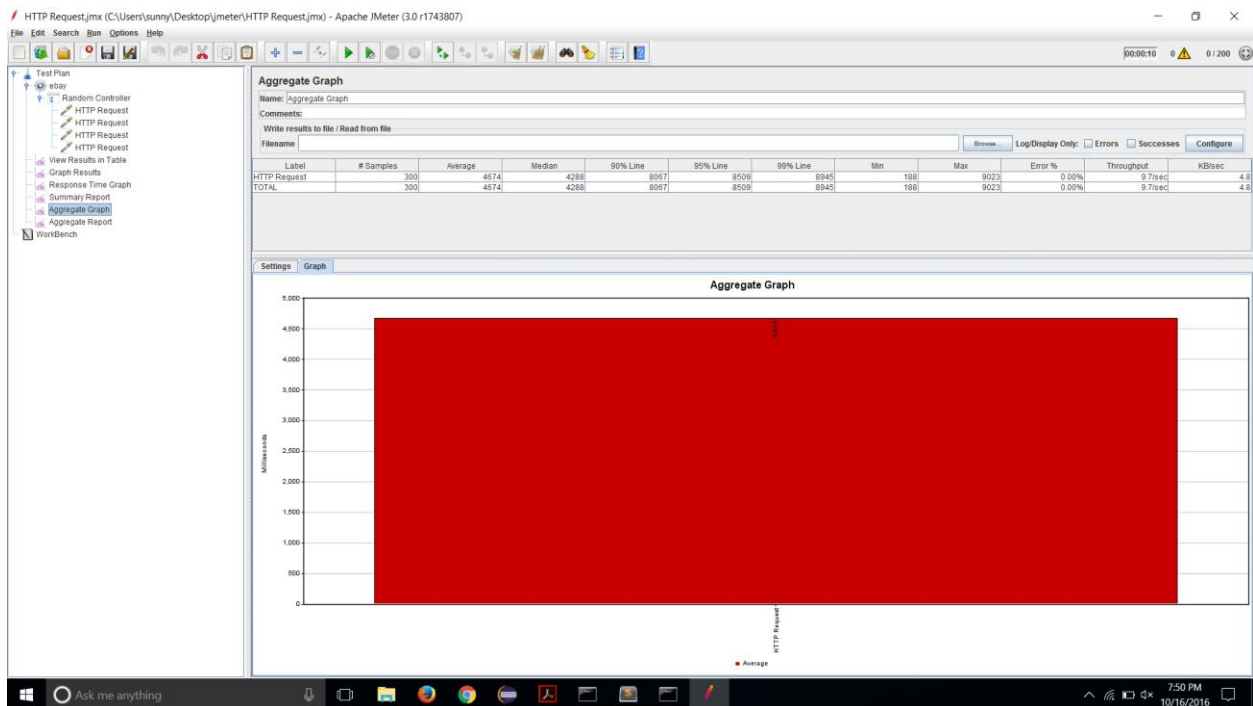 HTTP Request.jmx (C:\Users\sunny\Desktop\jmeter\HTTP Request.jmx) - Apache JMeter (3.0 r1743807)
File Edit Search Run Options Help
00:00:10 0 0 / 200
Test Plan
ebay
Random Controller
HTTP Request
HTTP Request
HTTP Request
HTTP Request
View Results in Table
Graph Results
Response Time Graph
Summary Report
Aggregate Graph
Aggregate Report
WorkBench
Aggregate Graph
Name: Aggregate Graph
Comments:
Write results to file / Read from file
Filename Browse... Log/Display Only: Errors Successes Configure
Label # Samples Average Median 90% Line 95% Line 99% Line Min Max Error % Throughput KB/sec
HTTP Request 300 4674 4288 8067 8509 8945 188 9023 0.00% 9.7/sec 4.8
TOTAL 300 4674 4288 8067 8509 8945 188 9023 0.00% 9.7/sec 4.8
Settings Graph
Aggregate Graph
5,000
4,500
4,000
3,500
3,000
2,500
2,000
1,500
1,000
500
0
Milliseconds
4,674
HTTP Request
Average
Ask me anything
7:50 PM
10/16/2016